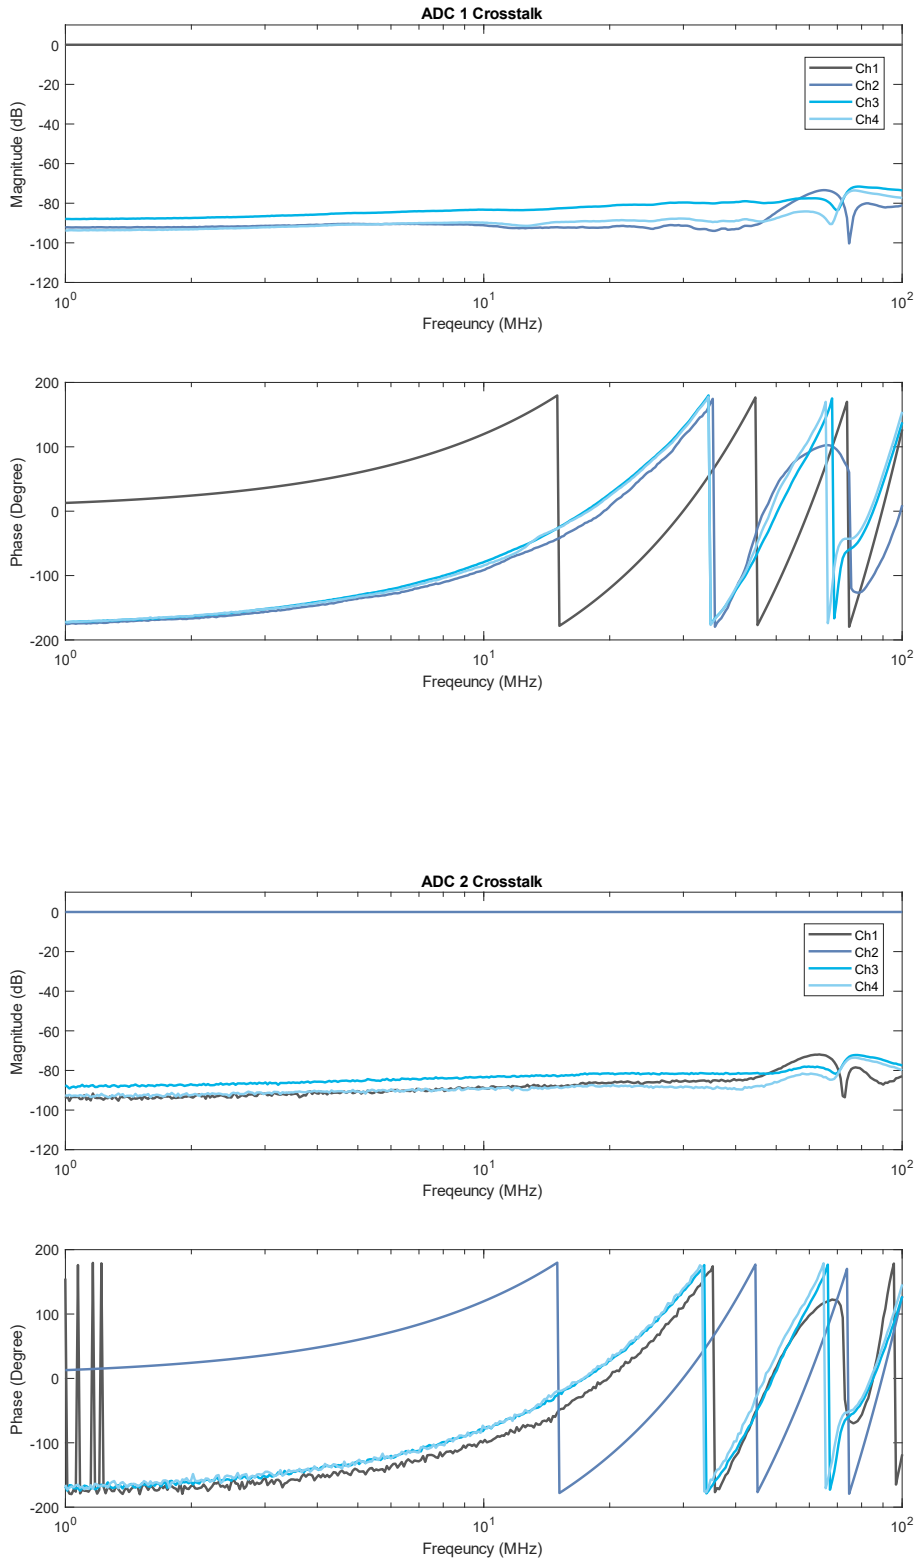 ADC 1 Crosstalk
0
-20
-40
-60
-80
-100
-120
Magnitude (dB)
Ch1
Ch2
Ch3
Ch4
10^0
10^1
10^2
Freqeuncy (MHz)
200
100
0
-100
-200
Phase (Degree)
10^0
10^1
10^2
Freqeuncy (MHz)
ADC 2 Crosstalk
0
-20
-40
-60
-80
-100
-120
Magnitude (dB)
Ch1
Ch2
Ch3
Ch4
10^0
10^1
10^2
Freqeuncy (MHz)
200
100
0
-100
-200
Phase (Degree)
10^0
10^1
10^2
Freqeuncy (MHz)